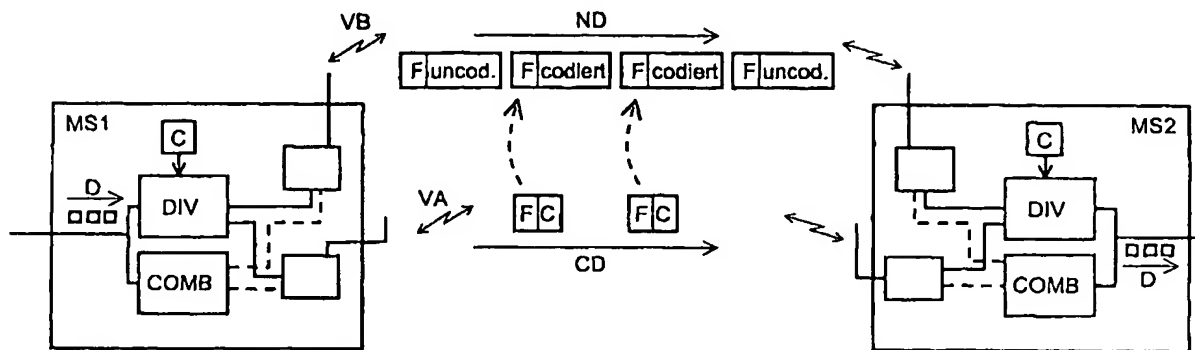 VB ND
F uncod. F codiert F codiert F uncod.
MS1 MS2
C C
D DIV VA F C F C DIV
CD
COMB COMB D